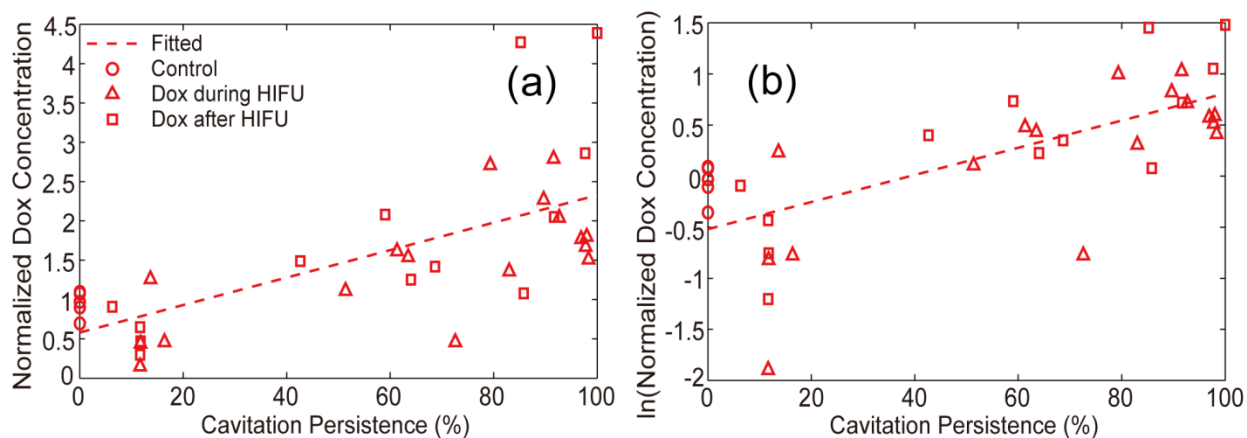 4.5
4
3.5
3
2.5
2
1.5
1
0.5
0
Normalized Dox Concentration
Fitted
Control
Dox during HIFU
Dox after HIFU
(a)
0 20 40 60 80 100
Cavitation Persistence (%)
1.5
1
0.5
0
-0.5
-1
-1.5
-2
ln(Normalized Dox Concentration)
(b)
0 20 40 60 80 100
Cavitation Persistence (%)